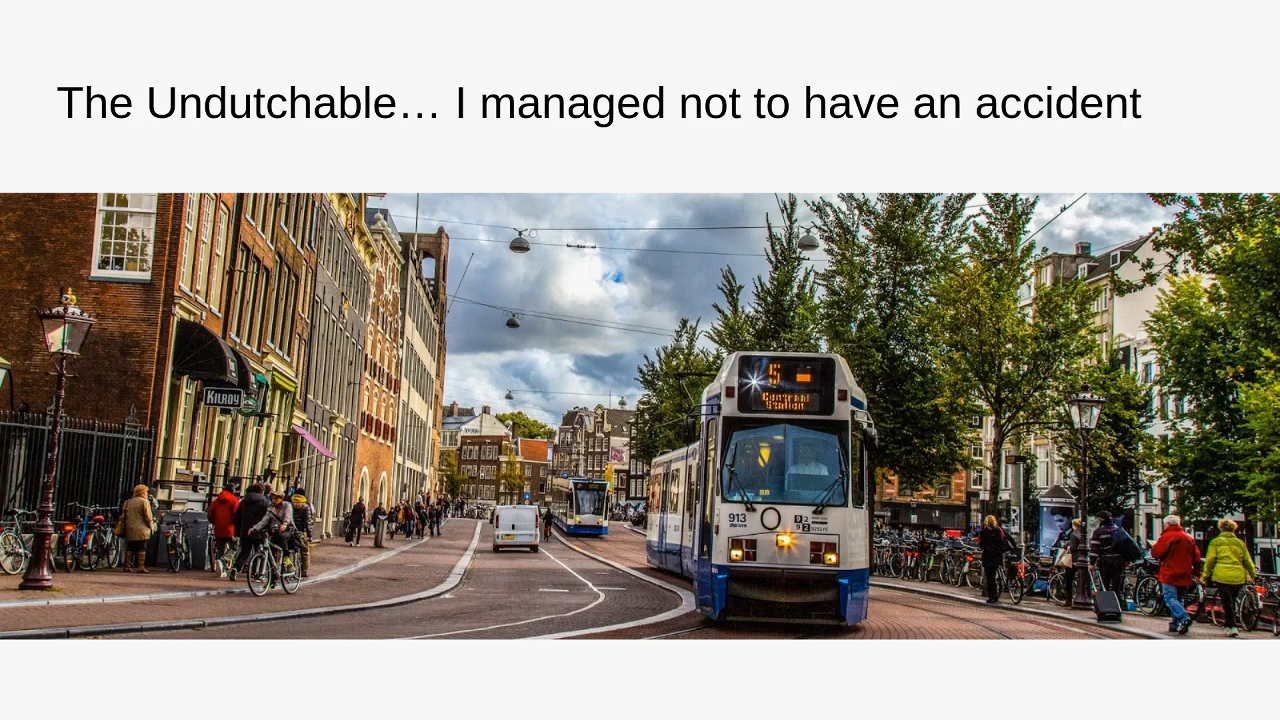 The Undutchable… I managed not to have an accident
KILROY
5
Centraal
Station
913